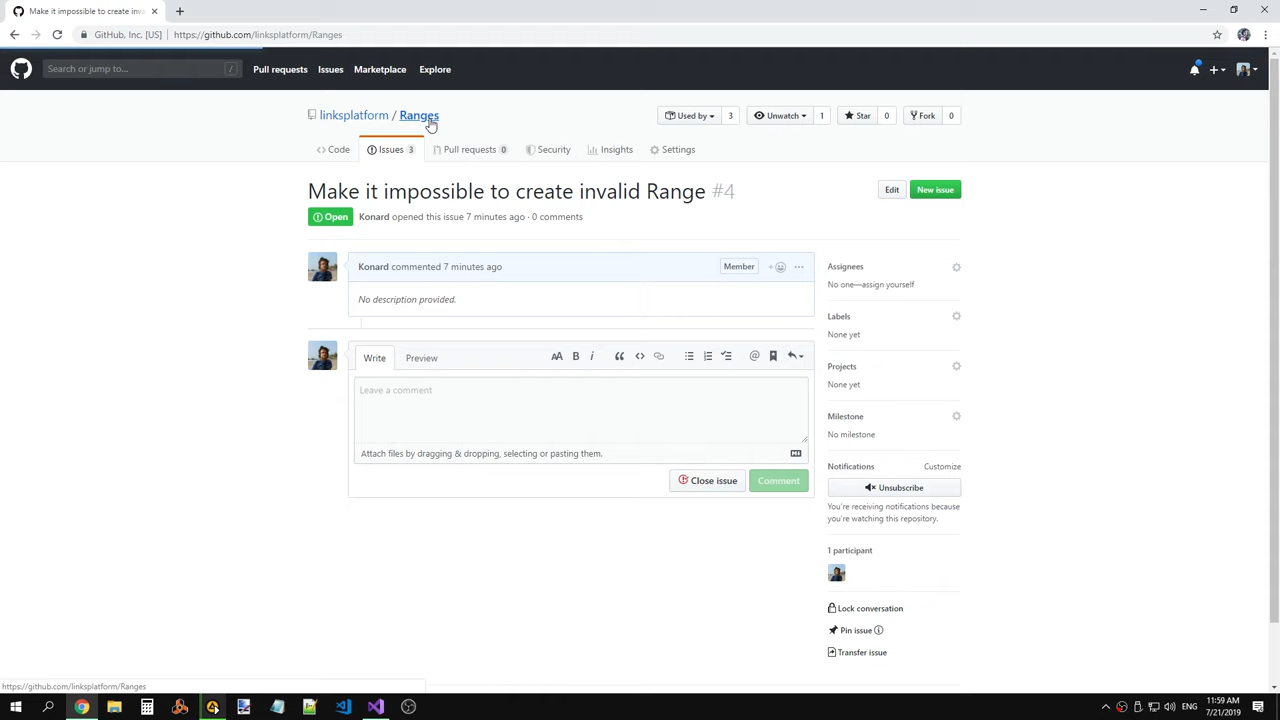 Make it impossible to create inva
GitHub, Inc. [US] https://github.com/linksplatform/Ranges
Search or jump to... / Pull requests Issues Marketplace Explore
linksplatform / Ranges Used by 3 Unwatch 1 Star 0 Fork 0
Code Issues 3 Pull requests 0 Security Insights Settings
Make it impossible to create invalid Range #4 Edit New issue
Open Konard opened this issue 7 minutes ago · 0 comments
Konard commented 7 minutes ago Member
No description provided.
Assignees
No one—assign yourself
Labels
None yet
Projects
None yet
Milestone
No milestone
Notifications Customize
Unsubscribe
You're receiving notifications because
you're watching this repository.
1 participant
Lock conversation
Pin issue
Transfer issue
Write Preview
Leave a comment
Attach files by dragging & dropping, selecting or pasting them.
Close issue Comment
https://github.com/linksplatform/Ranges
ENG 11:59 AM
7/21/2019